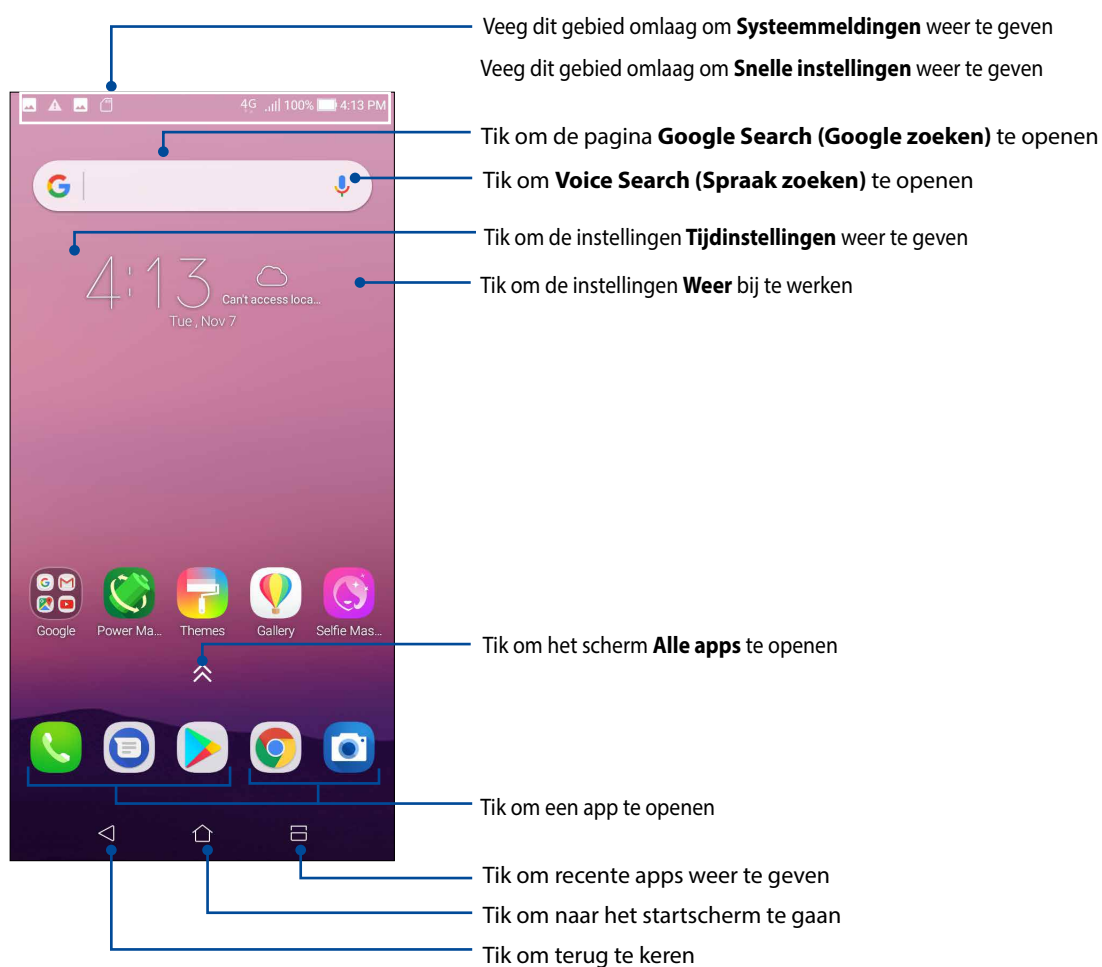 Veeg dit gebied omlaag om Systeemmeldingen weer te geven
Veeg dit gebied omlaag om Snelle instellingen weer te geven
4G 100% 4:13 PM
Tik om de pagina Google Search (Google zoeken) te openen
G
Tik om Voice Search (Spraak zoeken) te openen
Tik om de instellingen Tijdinstellingen weer te geven
4:13
Can't access loca...
Tue , Nov 7
Tik om de instellingen Weer bij te werken
Google Power Ma... Themes Gallery Selfie Mas...
Tik om het scherm Alle apps te openen
Tik om een app te openen
Tik om recente apps weer te geven
Tik om naar het startscherm te gaan
Tik om terug te keren